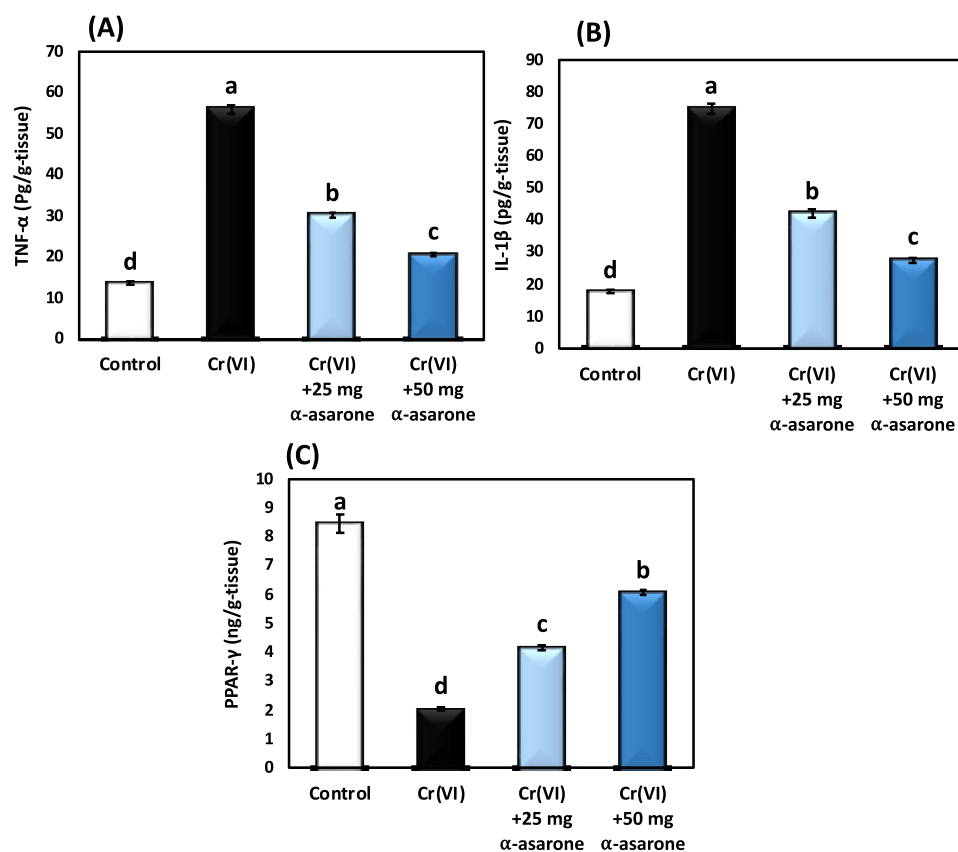 (A)
TNF-α (Pg/g-tissue)
70
60
50
40
30
20
10
0
d
a
b
c
Control
Cr(VI)
Cr(VI)
+25 mg
α-asarone
Cr(VI)
+50 mg
α-asarone
(B)
IL-1β (pg/g-tissue)
90
80
70
60
50
40
30
20
10
0
d
a
b
c
Control
Cr(VI)
Cr(VI)
+25 mg
α-asarone
Cr(VI)
+50 mg
α-asarone
(C)
PPAR-γ (ng/g-tissue)
10
9
8
7
6
5
4
3
2
1
0
a
d
c
b
Control
Cr(VI)
Cr(VI)
+25 mg
α-asarone
Cr(VI)
+50 mg
α-asarone